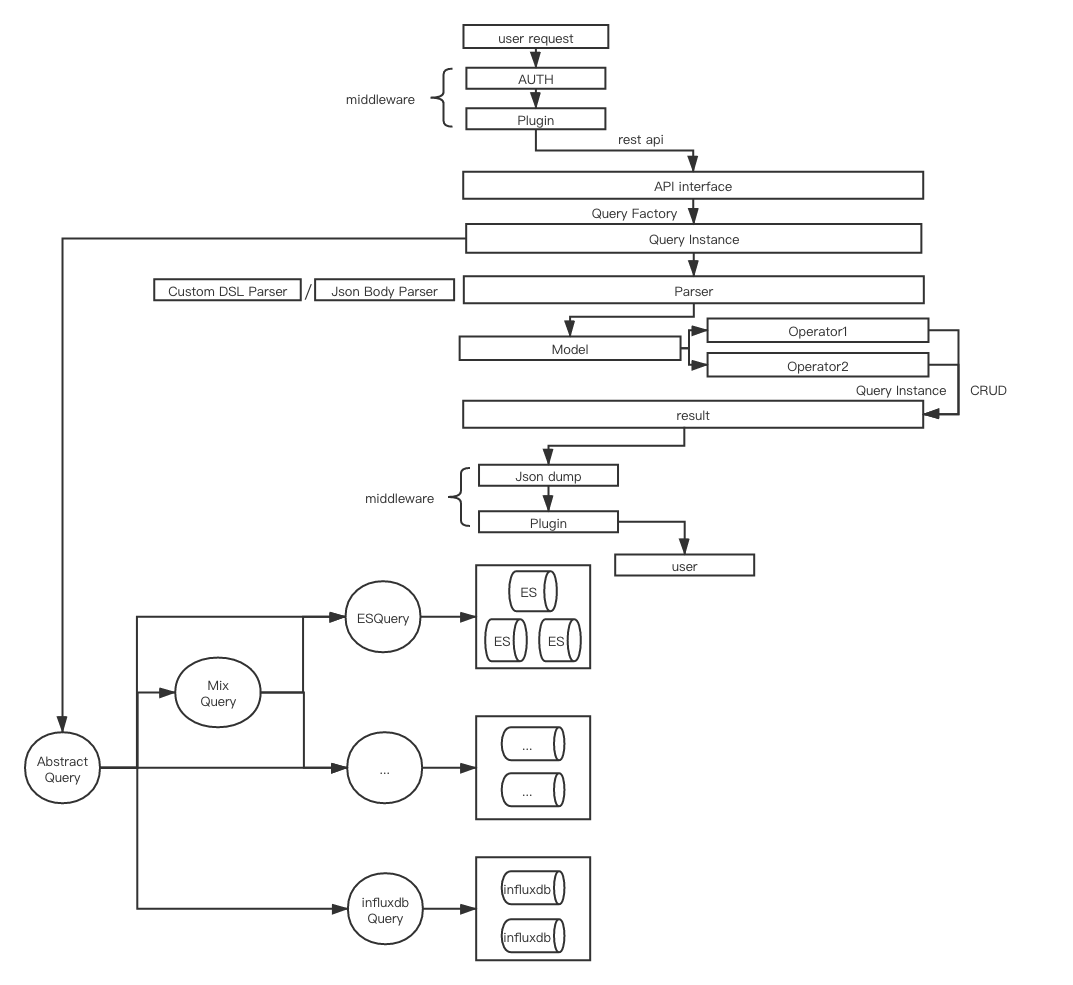 user request
AUTH
middleware
Plugin
rest api
API interface
Query Factory
Query Instance
Custom DSL Parser
/
Json Body Parser
Parser
Operator1
Model
Operator2
Query Instance
CRUD
result
Json dump
middleware
Plugin
user
ES
ESQuery
ES
ES
Mix
Query
...
Abstract
Query
...
...
influxdb
influxdb
Query
influxdb